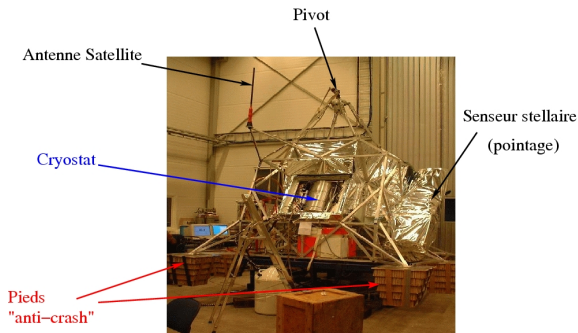 Pivot
Antenne Satellite
Senseur stellaire
(pointage)
Cryostat
Pieds
"anti−crash"